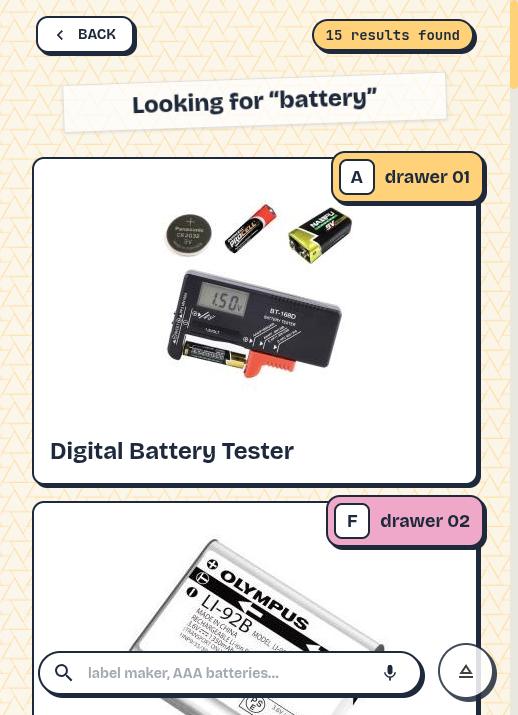 BACK
15 results found
Looking for “battery”
A drawer 01
Panasonic
CR2032
3V
PROCELL
9V
1.50V
BT-168D
BATTERY TESTER
Digital Battery Tester
F drawer 02
OLYMPUS
LI-92B
MADE IN CHINA
label maker, AAA batteries...